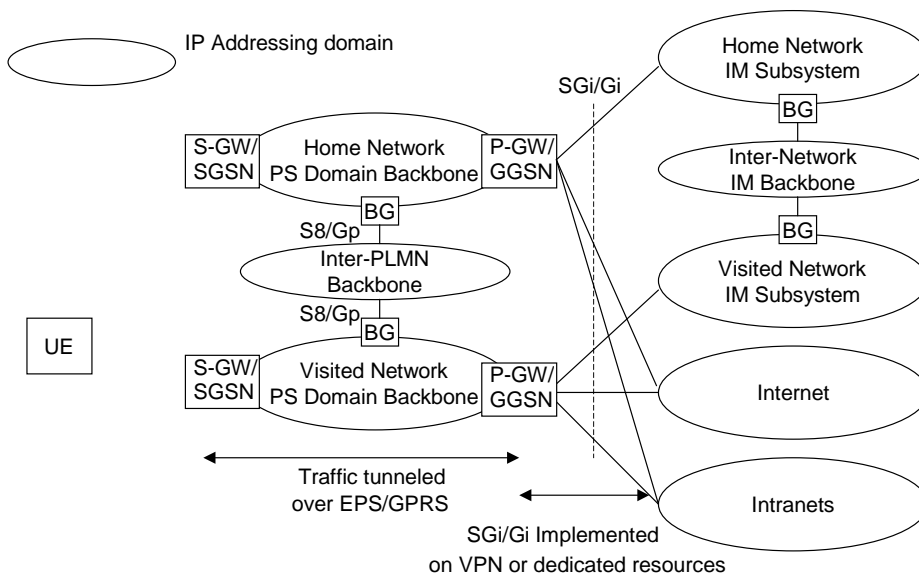 IP Addressing domain
Home Network
IM Subsystem
SGi/Gi
BG
S-GW/
SGSN
Home Network
PS Domain Backbone
P-GW/
GGSN
Inter-Network
IM Backbone
BG
S8/Gp
BG
Inter-PLMN
Backbone
Visited Network
IM Subsystem
S8/Gp
BG
UE
S-GW/
SGSN
Visited Network
PS Domain Backbone
P-GW/
GGSN
Internet
Traffic tunneled
over EPS/GPRS
Intranets
SGi/Gi Implemented
on VPN or dedicated resources